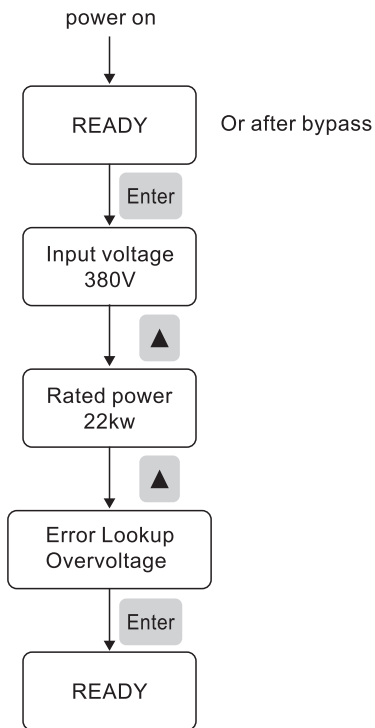 power on
READY
Or after bypass
Enter
Input voltage
380V
▲
Rated power
22kw
▲
Error Lookup
Overvoltage
Enter
READY